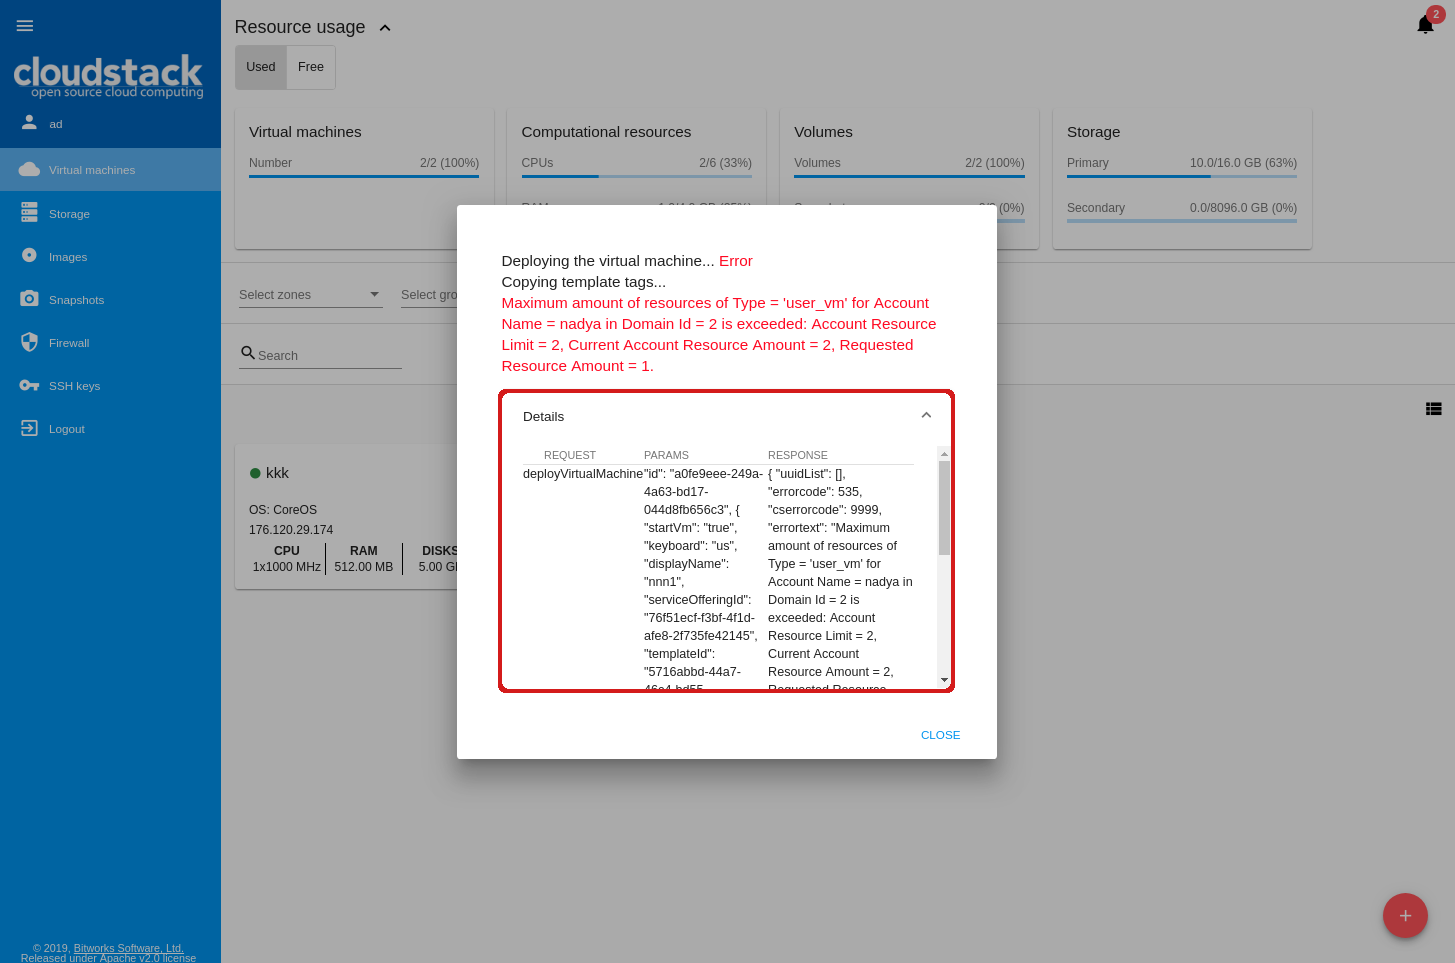 Resource usage
2
Used
Free
cloudstack
open source cloud computing
ad
Virtual machines
Storage
Images
Snapshots
Firewall
SSH keys
Logout
Virtual machines
Number 2/2 (100%)
Computational resources
CPUs 2/6 (33%)
Volumes
Volumes 2/2 (100%)
(0%)
Storage
Primary 10.0/16.0 GB (63%)
Secondary 0.0/8096.0 GB (0%)
Select zones
Select gro
Search
kkk
OS: CoreOS
176.120.29.174
CPU RAM DISKS
1x1000 MHz 512.00 MB 5.00 G
Deploying the virtual machine... Error
Copying template tags...
Maximum amount of resources of Type = 'user_vm' for Account
Name = nadya in Domain Id = 2 is exceeded: Account Resource
Limit = 2, Current Account Resource Amount = 2, Requested
Resource Amount = 1.
Details
REQUEST PARAMS RESPONSE
deployVirtualMachine "id": "a0fe9eee-249a- { "uuidList": [],
4a63-bd17- "errorcode": 535,
044d8fb656c3", { "cserrorcode": 9999,
"startVm": "true", "errortext": "Maximum
"keyboard": "us", amount of resources of
"displayName": Type = 'user_vm' for
"nnn1", Account Name = nadya in
"serviceOfferingId": Domain Id = 2 is
"76f51ecf-f3bf-4f1d- exceeded: Account
afe8-2f735fe42145", Resource Limit = 2,
"templateId": Current Account
"5716abbd-44a7- Resource Amount = 2,
46a4-bd55- Requested Resource
CLOSE
+
© 2019, Bitworks Software, Ltd.
Released under Apache v2.0 license